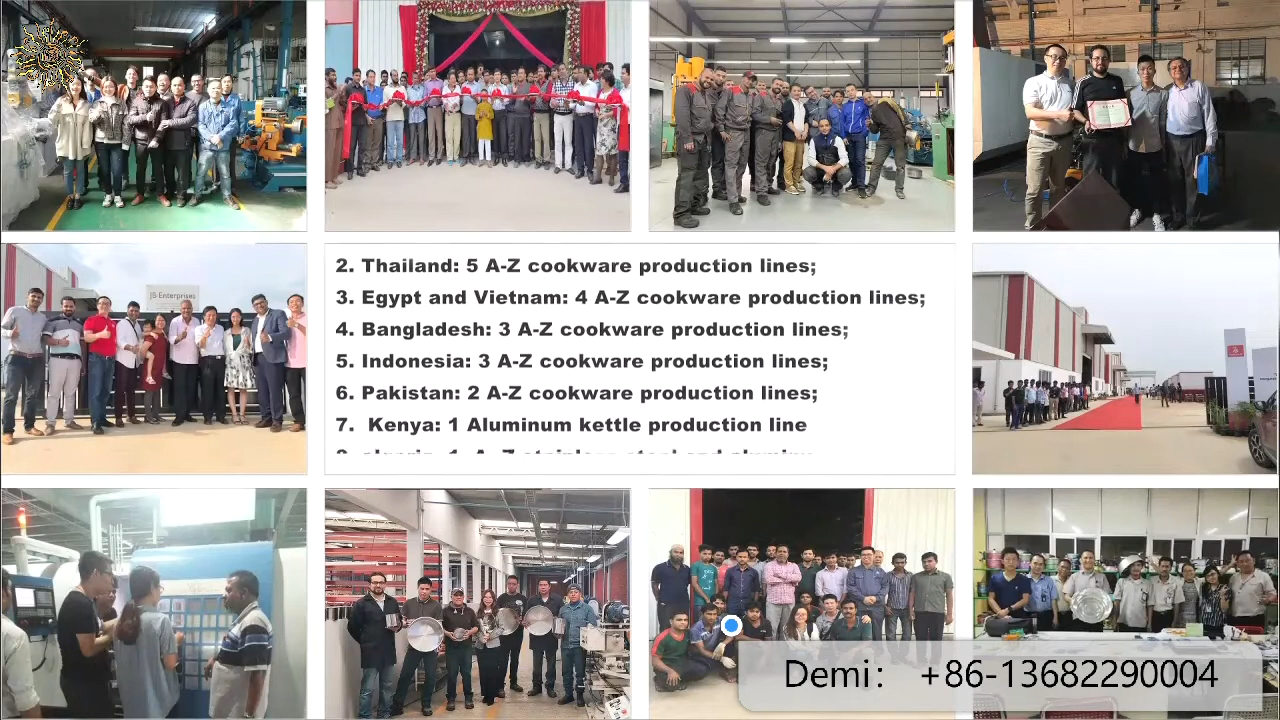 JS Enterprises
2. Thailand: 5 A-Z cookware production lines;
3. Egypt and Vietnam: 4 A-Z cookware production lines;
4. Bangladesh: 3 A-Z cookware production lines;
5. Indonesia: 3 A-Z cookware production lines;
6. Pakistan: 2 A-Z cookware production lines;
7. Kenya: 1 Aluminum kettle production line
Demi: +86-13682290004